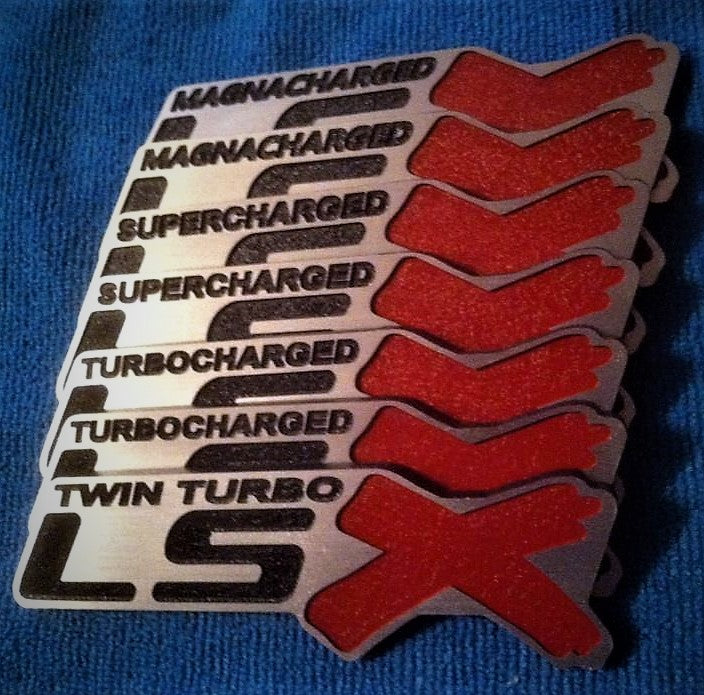 MAGNACHARGED
MAGNACHARGED
SUPERCHARGED
SUPERCHARGED
TURBOCHARGED
TURBOCHARGED
TWIN TURBO
LSX